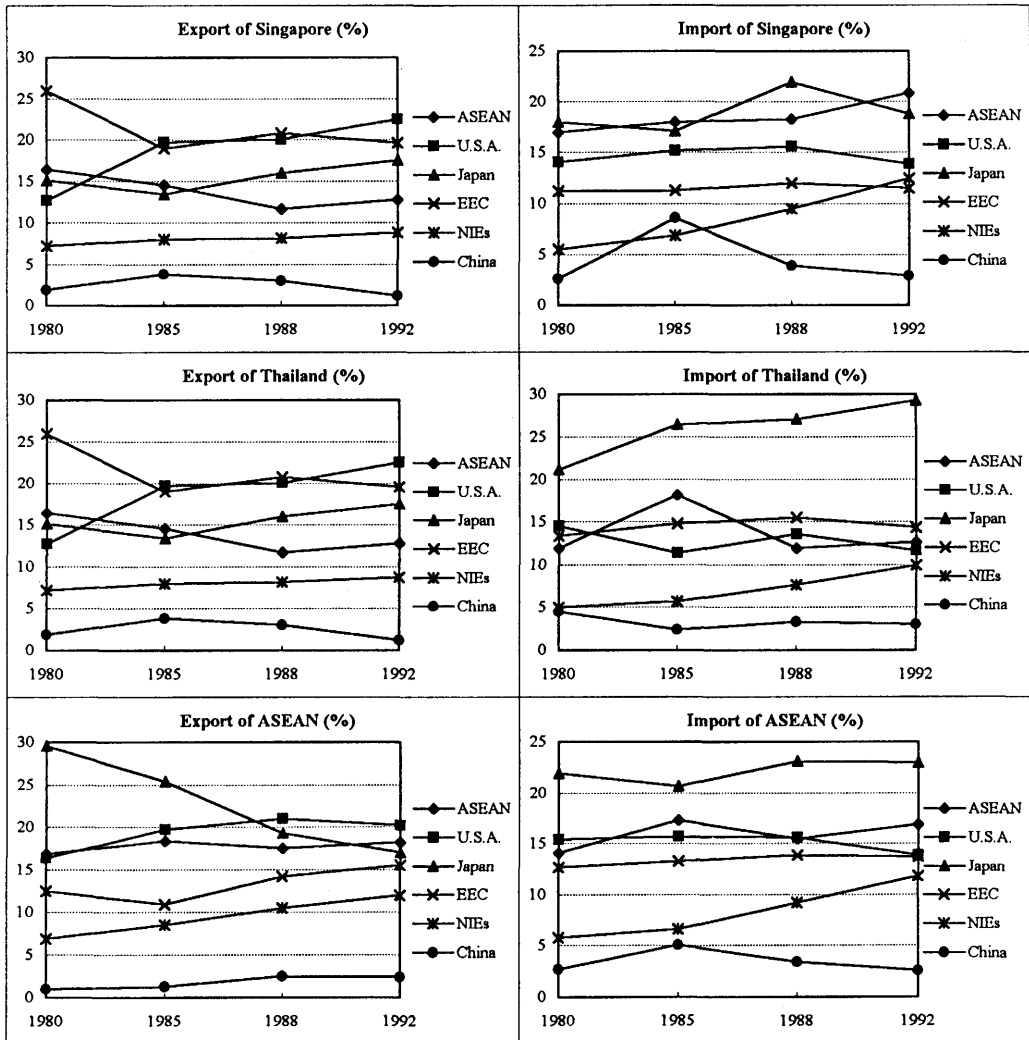 Export of Singapore (%)
30
25
20
15
10
5
0
1980 1985 1988 1992
ASEAN
U.S.A.
Japan
EEC
NIEs
China
Import of Singapore (%)
25
20
15
10
5
0
1980 1985 1988 1992
ASEAN
U.S.A.
Japan
EEC
NIEs
China
Export of Thailand (%)
30
25
20
15
10
5
0
1980 1985 1988 1992
ASEAN
U.S.A.
Japan
EEC
NIEs
China
Import of Thailand (%)
30
25
20
15
10
5
0
1980 1985 1988 1992
ASEAN
U.S.A.
Japan
EEC
NIEs
China
Export of ASEAN (%)
30
25
20
15
10
5
0
1980 1985 1988 1992
ASEAN
U.S.A.
Japan
EEC
NIEs
China
Import of ASEAN (%)
25
20
15
10
5
0
1980 1985 1988 1992
ASEAN
U.S.A.
Japan
EEC
NIEs
China